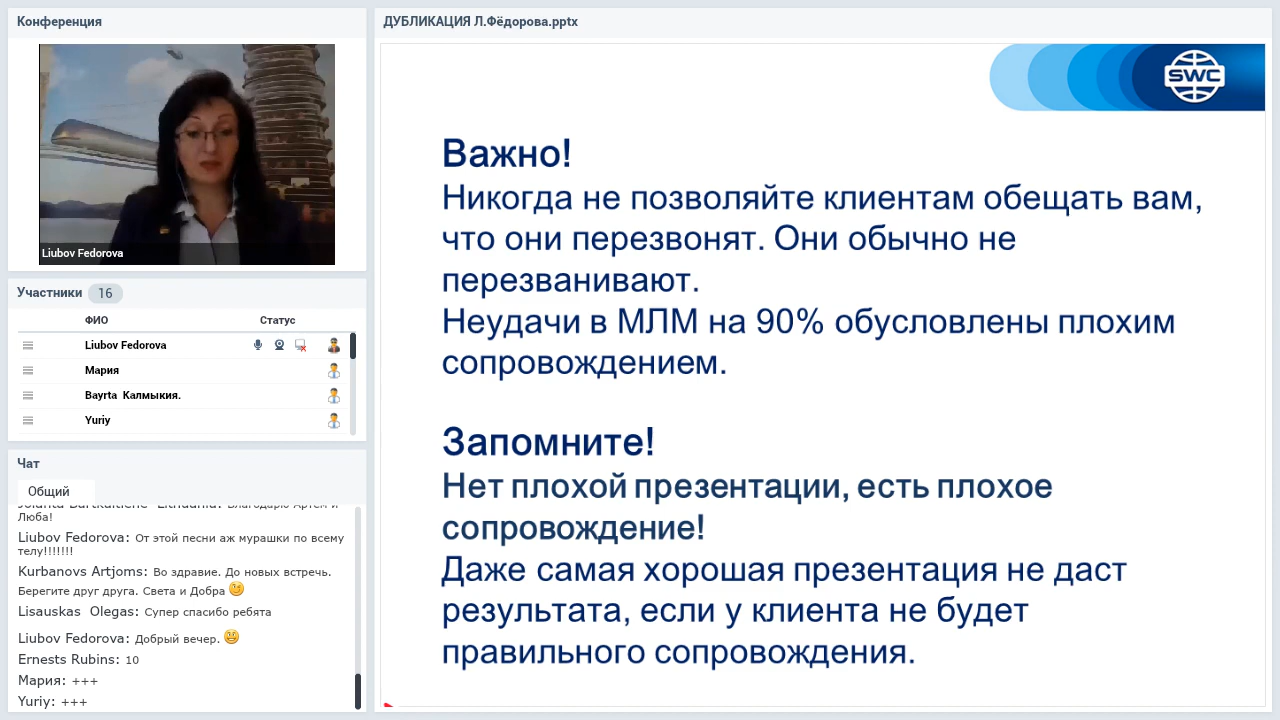 Конференция
Liubov Fedorova
Участники 16
ФИО Статус
Liubov Fedorova
Мария
Bayrta Калмыкия.
Yuriy
Чат
Общий
Люба!
Liubov Fedorova: От этой песни аж мурашки по всему
телу!!!!!!!
Kurbanovs Artjoms: Во здравие. До новых встречь.
Берегите друг друга. Света и Добра
Lisauskas Olegas: Супер спасибо ребята
Liubov Fedorova: Добрый вечер.
Ernests Rubins: 10
Мария: +++
Yuriy: +++
ДУБЛИКАЦИЯ Л.Фёдорова.pptx
SWC
Важно!
Никогда не позволяйте клиентам обещать вам,
что они перезвонят. Они обычно не
перезванивают.
Неудачи в МЛМ на 90% обусловлены плохим
сопровождением.
Запомните!
Нет плохой презентации, есть плохое
сопровождение!
Даже самая хорошая презентация не даст
результата, если у клиента не будет
правильного сопровождения.